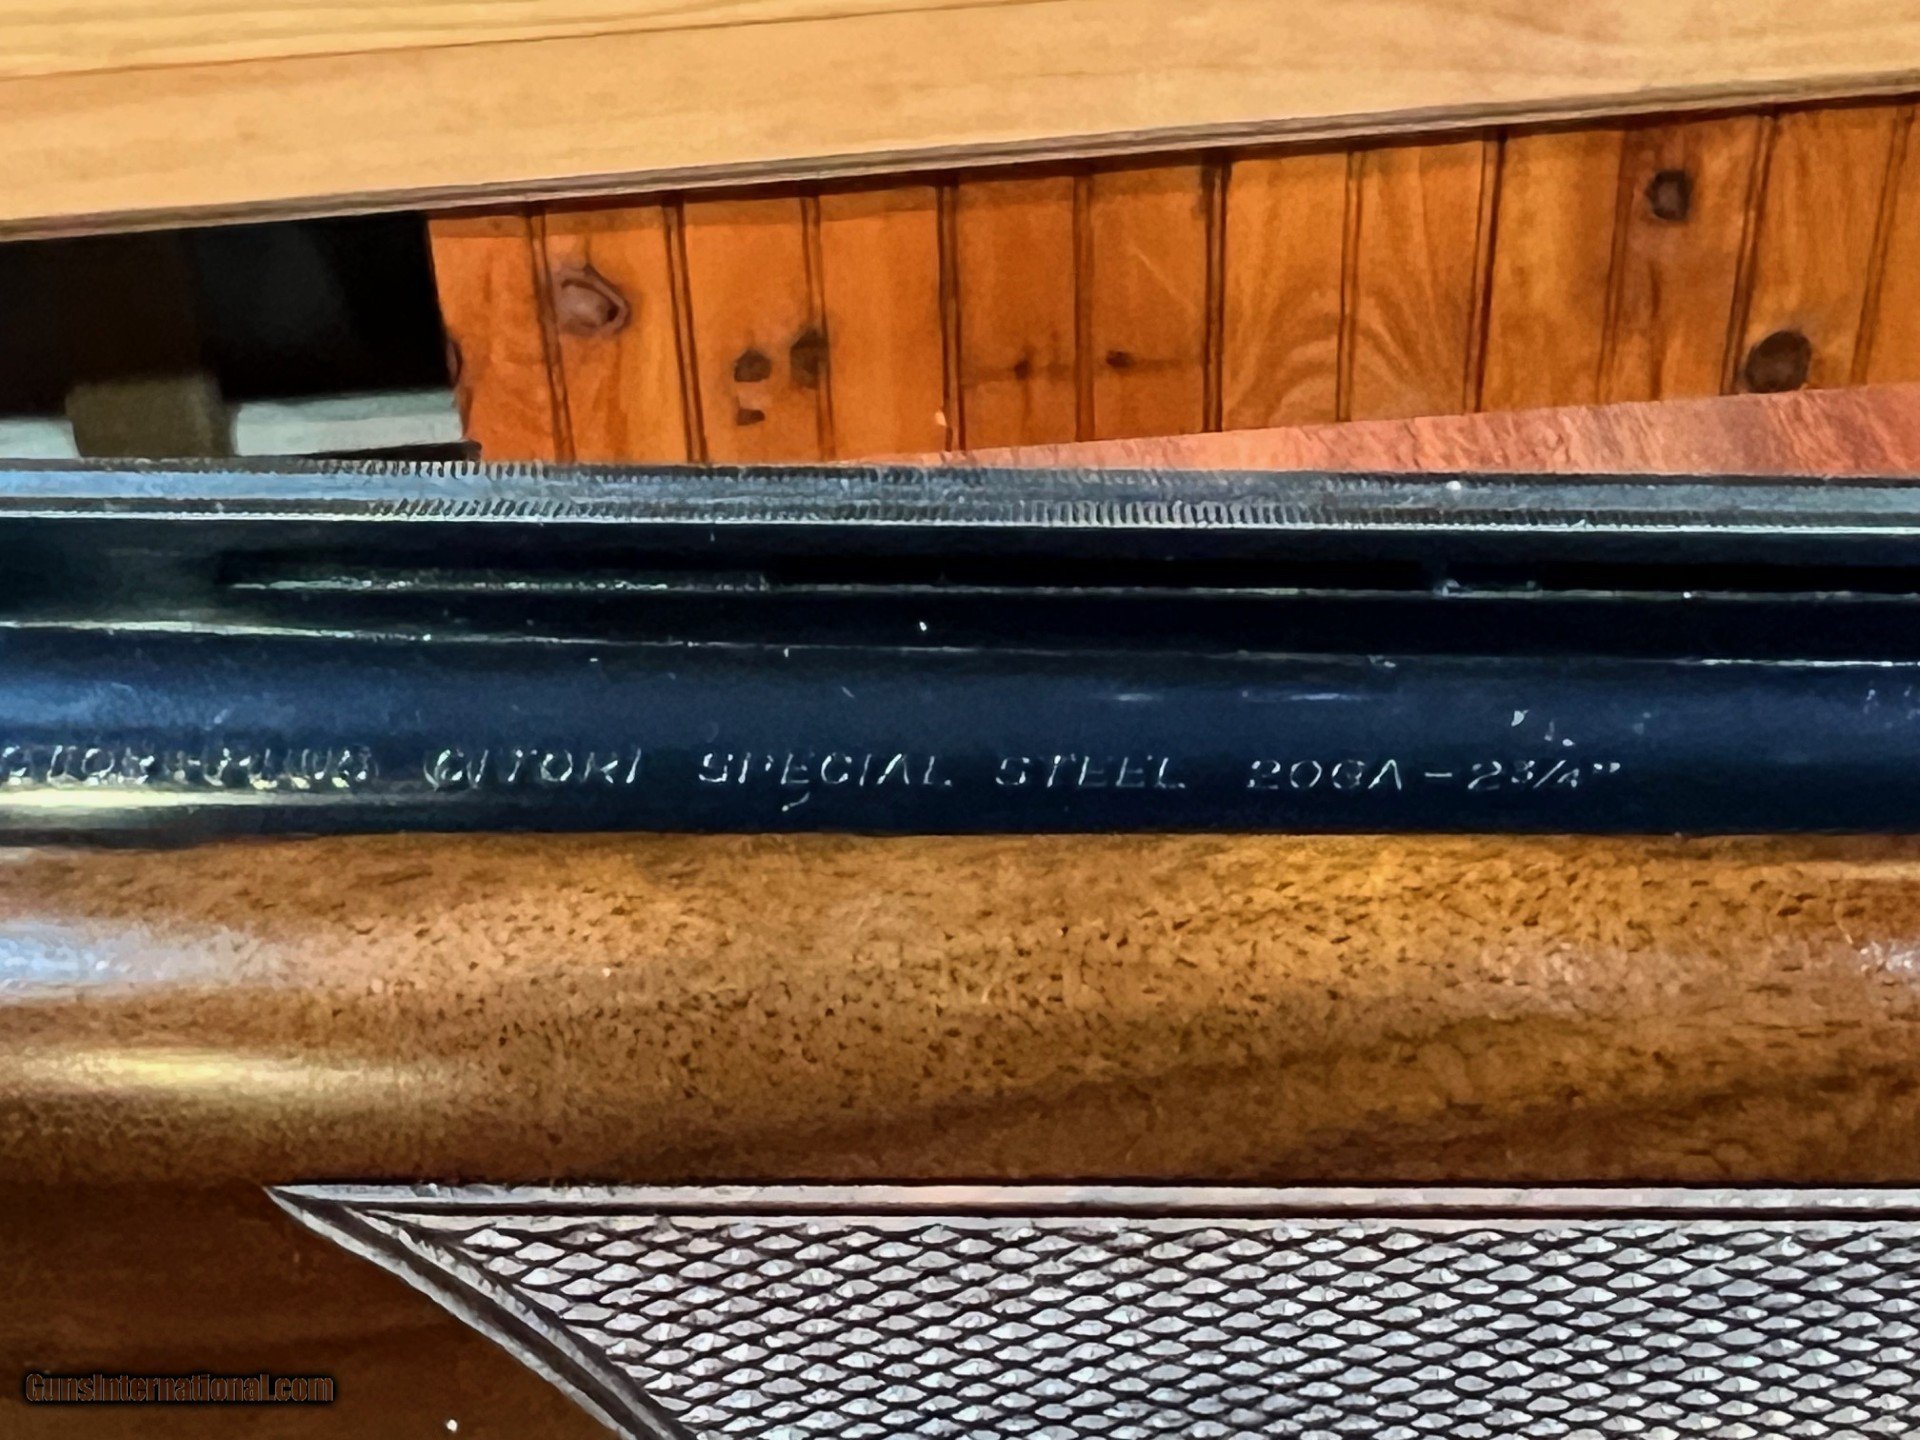 CITORI SPECIAL STEEL 20GA-2¾"
GunsInternational.com